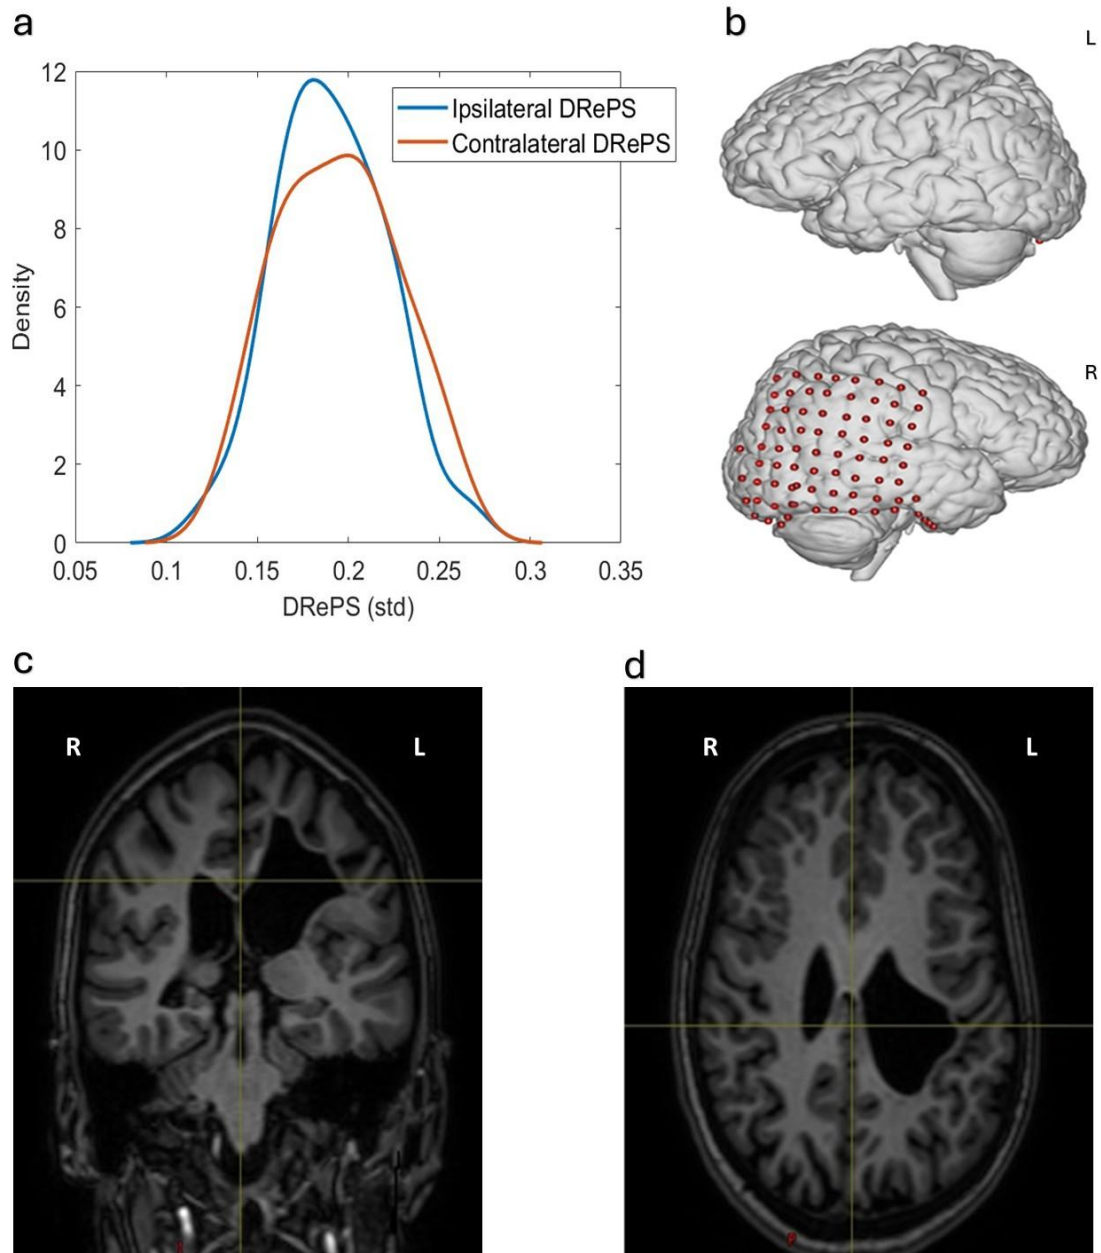 a
12
10
8
6
4
2
0
0.05 0.1 0.15 0.2 0.25 0.3 0.35
Density
DRePS (std)
Ipsilateral DRePS
Contralateral DRePS
b
L
R
c
R L
d
R L